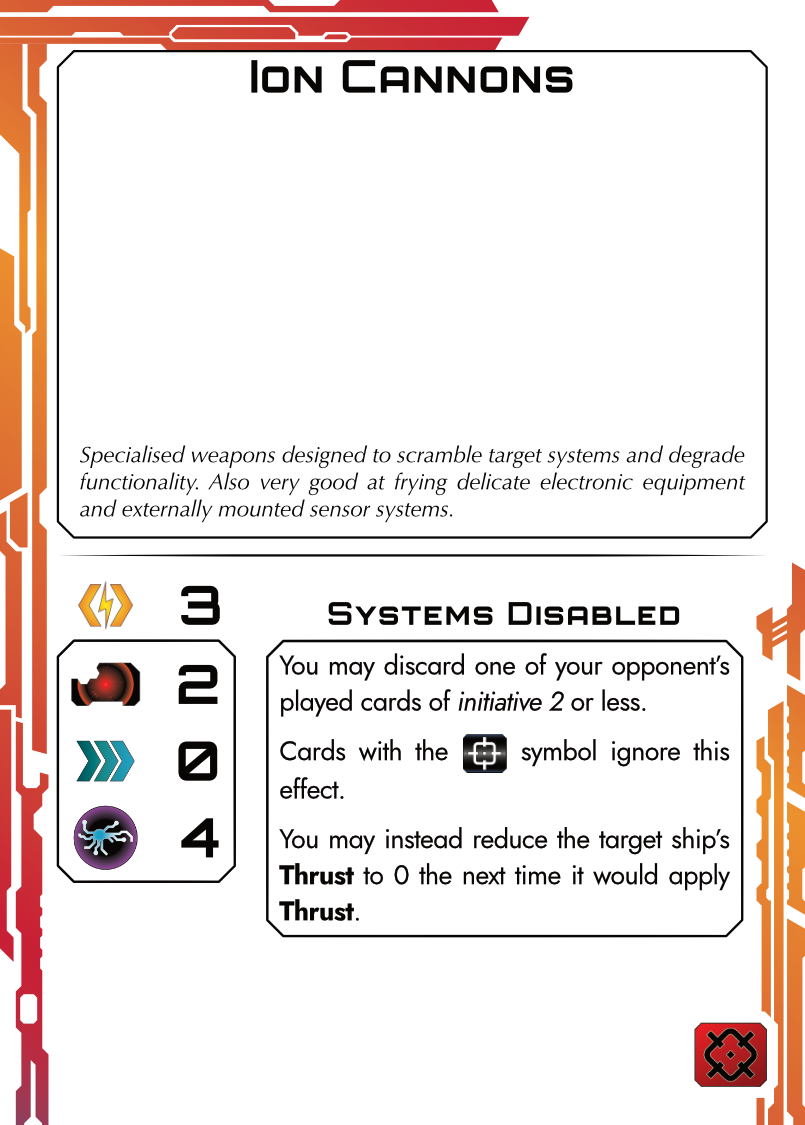 Ion Cannons
Specialised weapons designed to scramble target systems and degrade
functionality. Also very good at frying delicate electronic equipment
and externally mounted sensor systems.
3
Systems Disabled
2
0
4
You may discard one of your opponent's
played cards of initiative 2 or less.
Cards with the symbol ignore this
effect.
You may instead reduce the target ship's
Thrust to 0 the next time it would apply
Thrust.